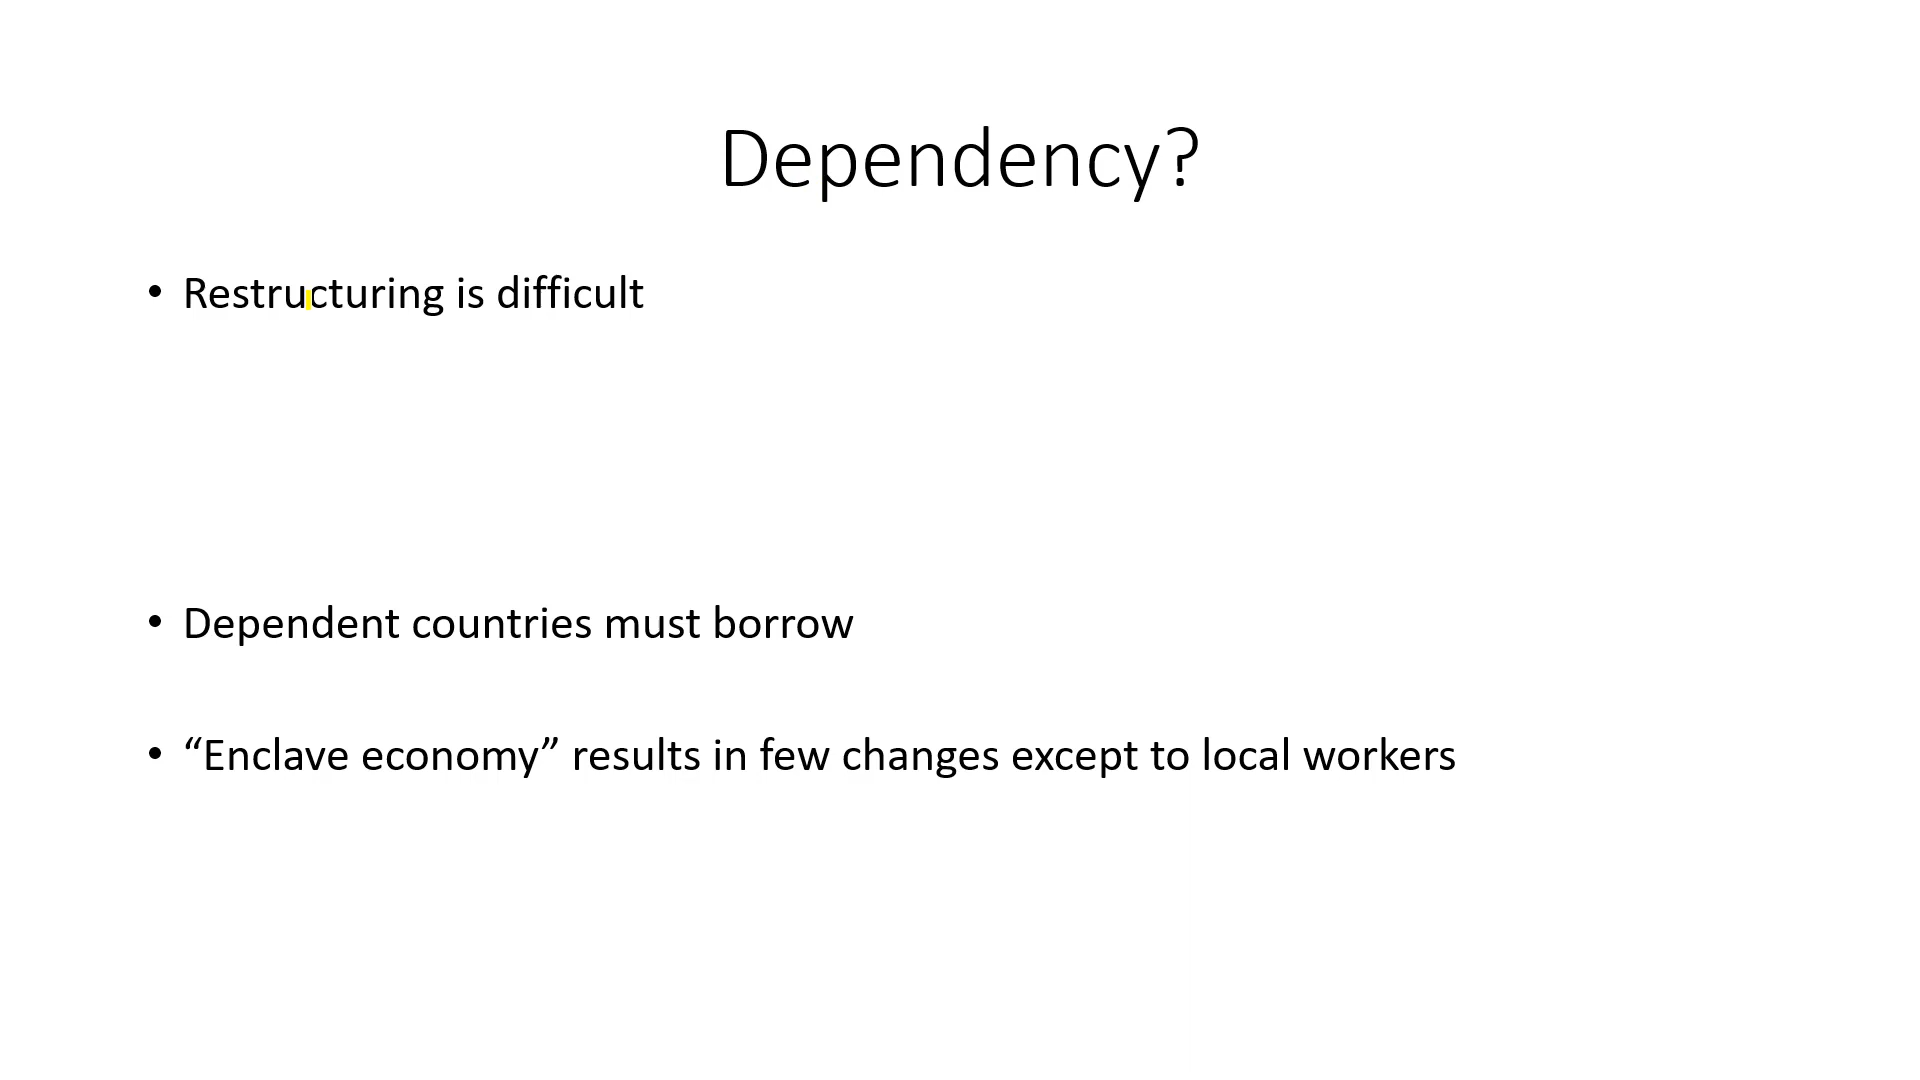 Dependency?
• Restructuring is difficult
• Dependent countries must borrow
• “Enclave economy” results in few changes except to local workers